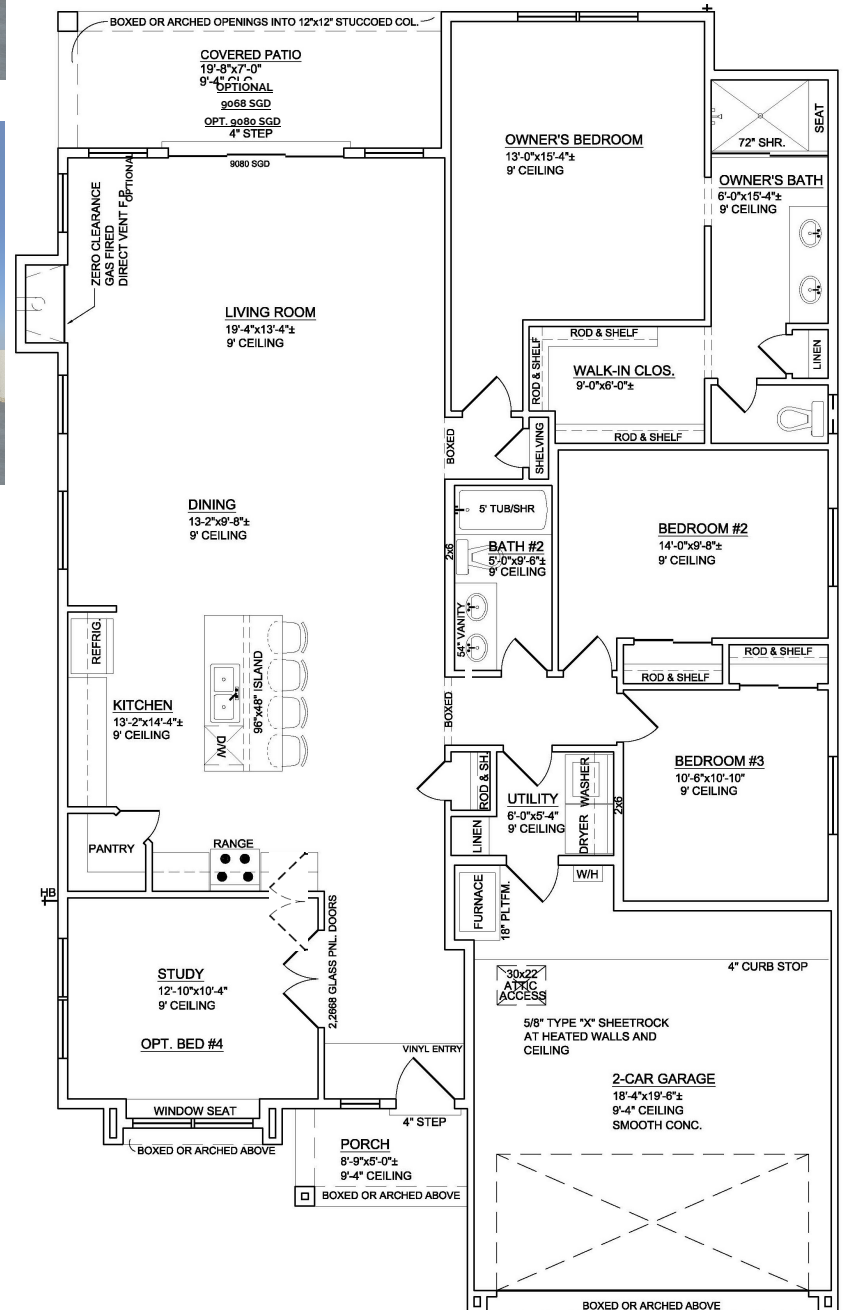 BOXED OR ARCHED OPENINGS INTO 12"x12" STUCCOED COL.
COVERED PATIO
19'-8"x7'-0"
9'-4" CLG
OPTIONAL
9068 SGD
OPT. 9080 SGD
4" STEP
9080 SGD
OPTIONAL
ZERO CLEARANCE
GAS FIRED
DIRECT VENT F.P.
OWNER'S BEDROOM
13'-0"x15'-4"±
9' CEILING
72" SHR.
SEAT
OWNER'S BATH
6'-0"x15'-4"±
9' CEILING
LIVING ROOM
19'-4"x13'-4"±
9' CEILING
ROD & SHELF
ROD & SHELF
WALK-IN CLOS.
9'-0"x6'-0"±
ROD & SHELF
LINEN
BOXED
SHELVING
DINING
13-2"x9'-8"±
9' CEILING
5' TUB/SHR
2x6
BATH #2
5'-0"x9'-6"±
9' CEILING
54" VANITY
BEDROOM #2
14'-0"x9'-8"±
9' CEILING
ROD & SHELF
ROD & SHELF
REFRIG.
KITCHEN
13'-2"x14'-4"±
9' CEILING
96"x48" ISLAND
D/W
BOXED
BEDROOM #3
10'-6"x10'-10"
9' CEILING
ROD & SH.
UTILITY
6'-0"x5'-4"
9' CEILING
WASHER
DRYER
2x6
LINEN
PANTRY
RANGE
W/H
FURNACE
18" PLTFM.
HB
STUDY
12'-10"x10'-4"
9' CEILING
OPT. BED #4
2,2668 GLASS PNL. DOORS
4" CURB STOP
30x22
ATTIC
ACCESS
5/8" TYPE "X" SHEETROCK
AT HEATED WALLS AND
CEILING
VINYL ENTRY
2-CAR GARAGE
18'-4"x19'-6"±
9'-4" CEILING
SMOOTH CONC.
WINDOW SEAT
4" STEP
BOXED OR ARCHED ABOVE
PORCH
8'-9"x5'-0"±
9'-4" CEILING
BOXED OR ARCHED ABOVE
BOXED OR ARCHED ABOVE